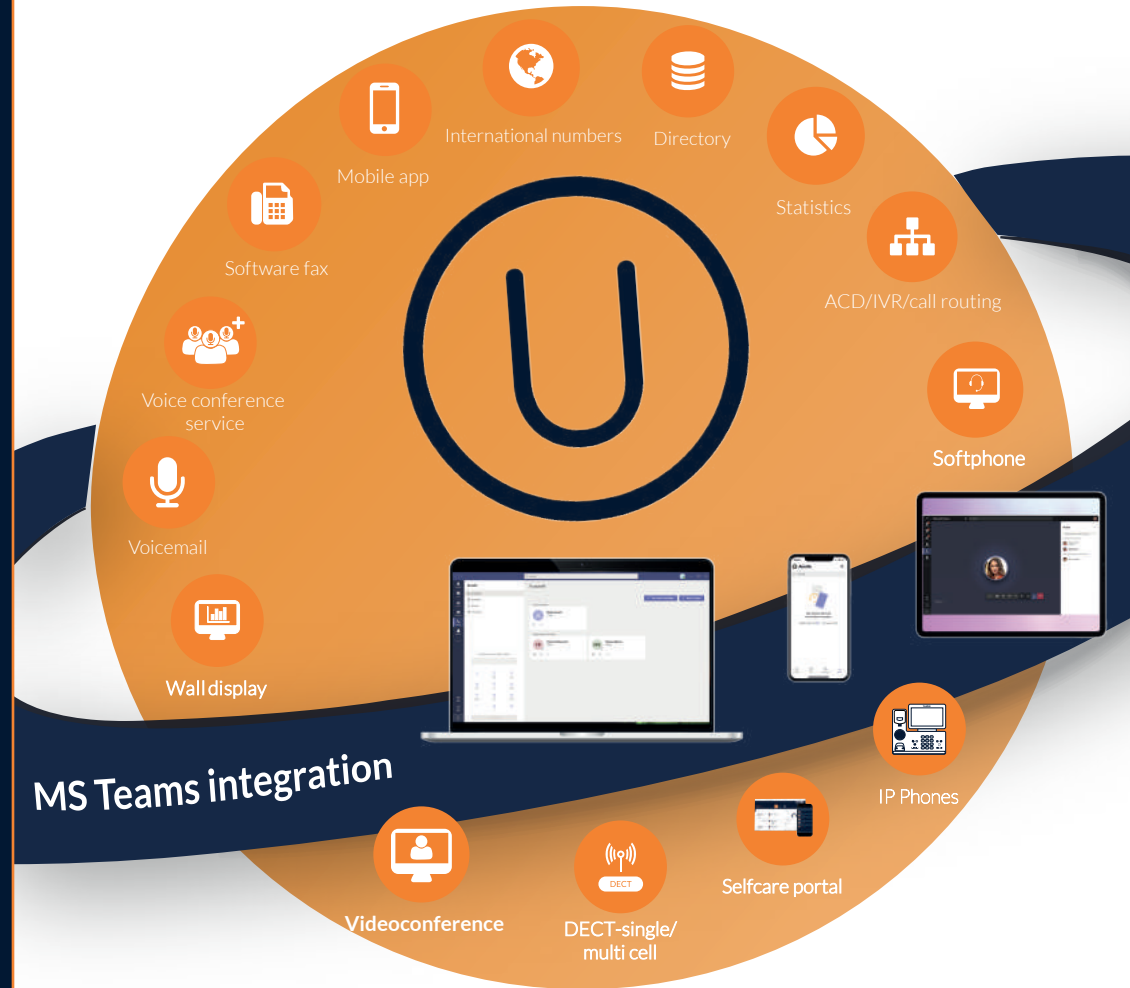 International numbers
Directory
Mobile app
Statistics
Software fax
ACD/IVR/call routing
Voice conference
service
Softphone
Voicemail
Wall display
MS Teams integration
IP Phones
DECT
Selfcare portal
Videoconference
DECT-single/
multi cell
U